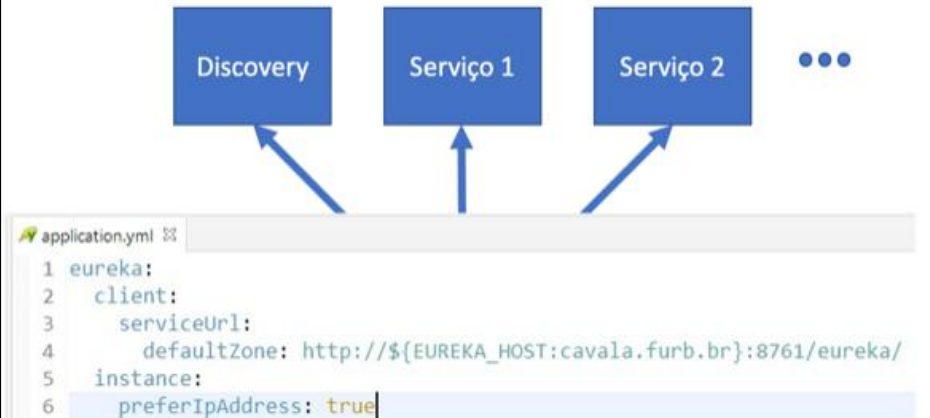 Discovery
Serviço 1
Serviço 2
application.yml
1 eureka:
2 client:
3 serviceUrl:
4 defaultZone: http://${EUREKA_HOST:cavala.furb.br}:8761/eureka/
5 instance:
6 preferIpAddress: true